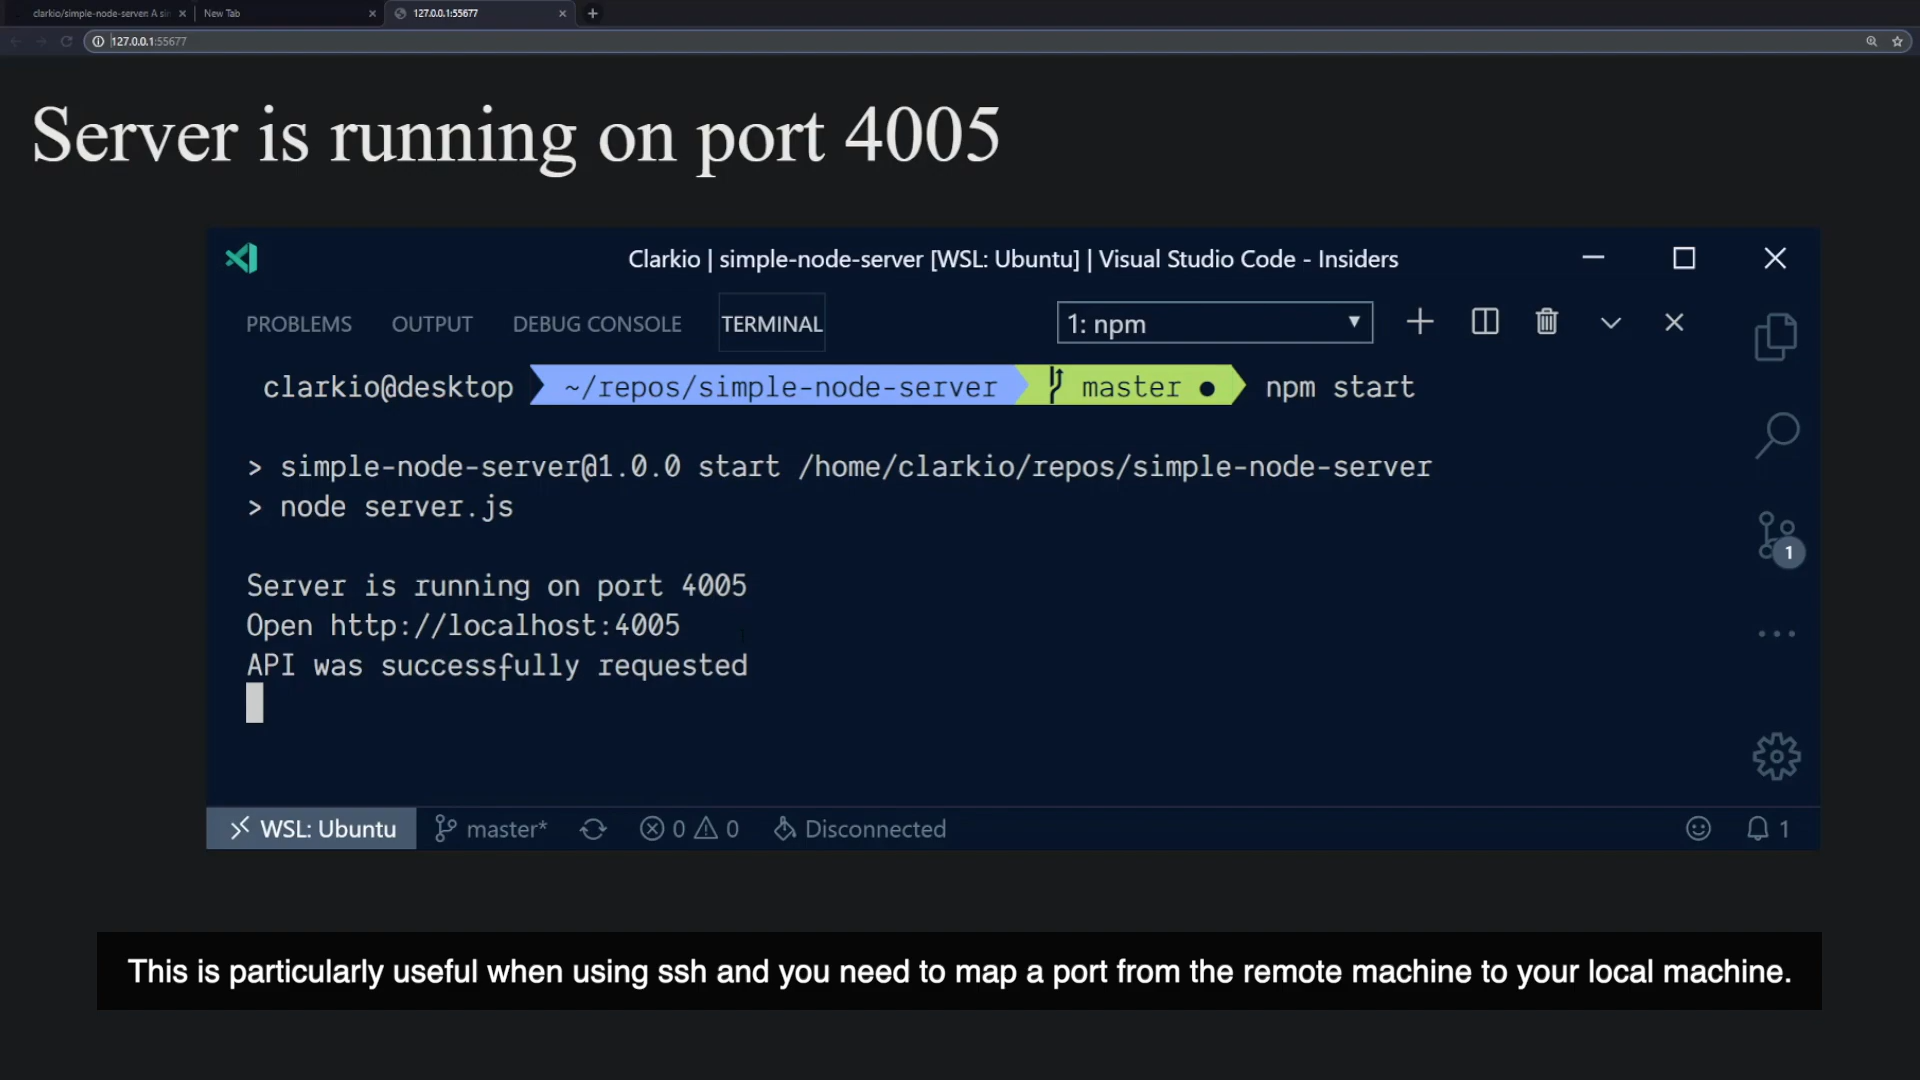 clarkio/simple-node-server: A si
New Tab
127.0.0.1:55677
127.0.0.1:55677
Server is running on port 4005
Clarkio | simple-node-server [WSL: Ubuntu] | Visual Studio Code - Insiders
PROBLEMS OUTPUT DEBUG CONSOLE TERMINAL 1: npm
clarkio@desktop ~/repos/simple-node-server master ● npm start
> simple-node-server@1.0.0 start /home/clarkio/repos/simple-node-server
> node server.js
1
Server is running on port 4005
Open http://localhost:4005
API was successfully requested
WSL: Ubuntu master* 0 0 Disconnected 1
This is particularly useful when using ssh and you need to map a port from the remote machine to your local machine.